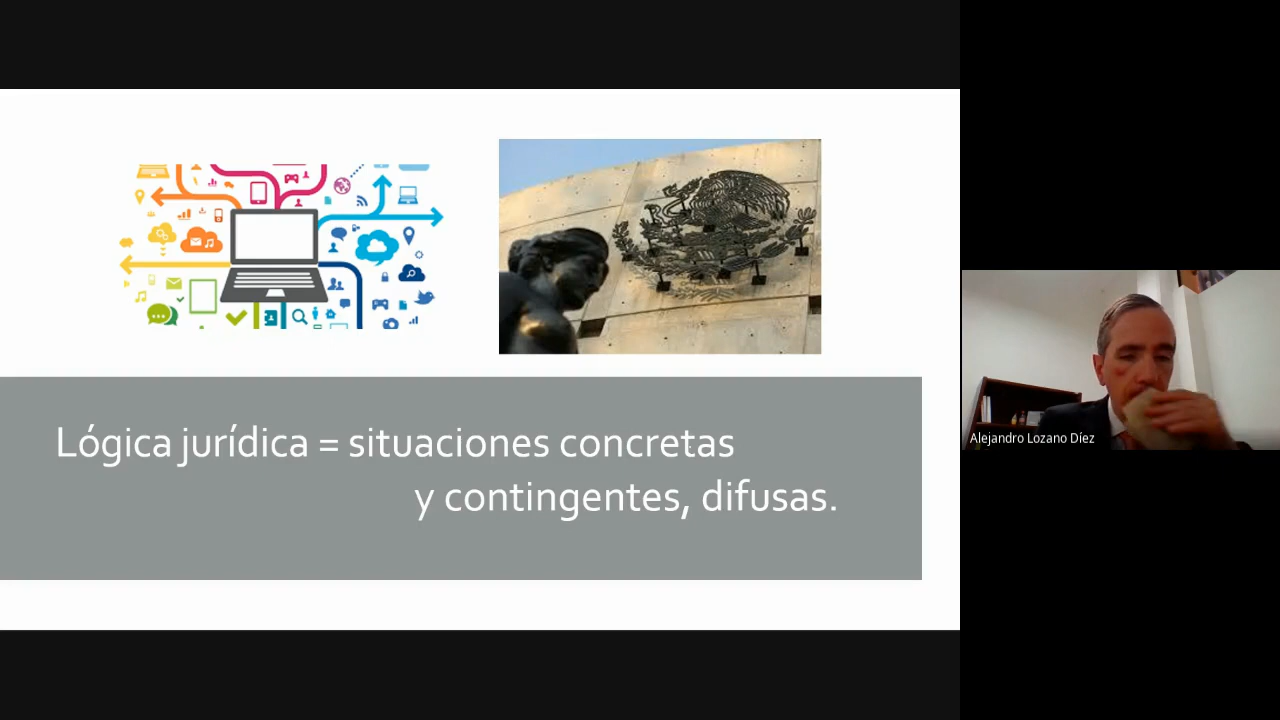 Lógica jurídica = situaciones concretas
y contingentes, difusas.
Alejandro Lozano Díez